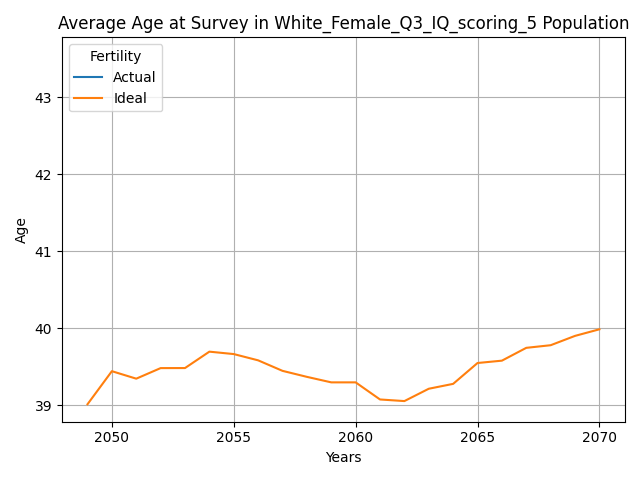 Average Age at Survey in White_Female_Q3_IQ_scoring_5 Population
Fertility
Actual
Ideal
43
42
41
40
39
Age
2050 2055 2060 2065 2070
Years